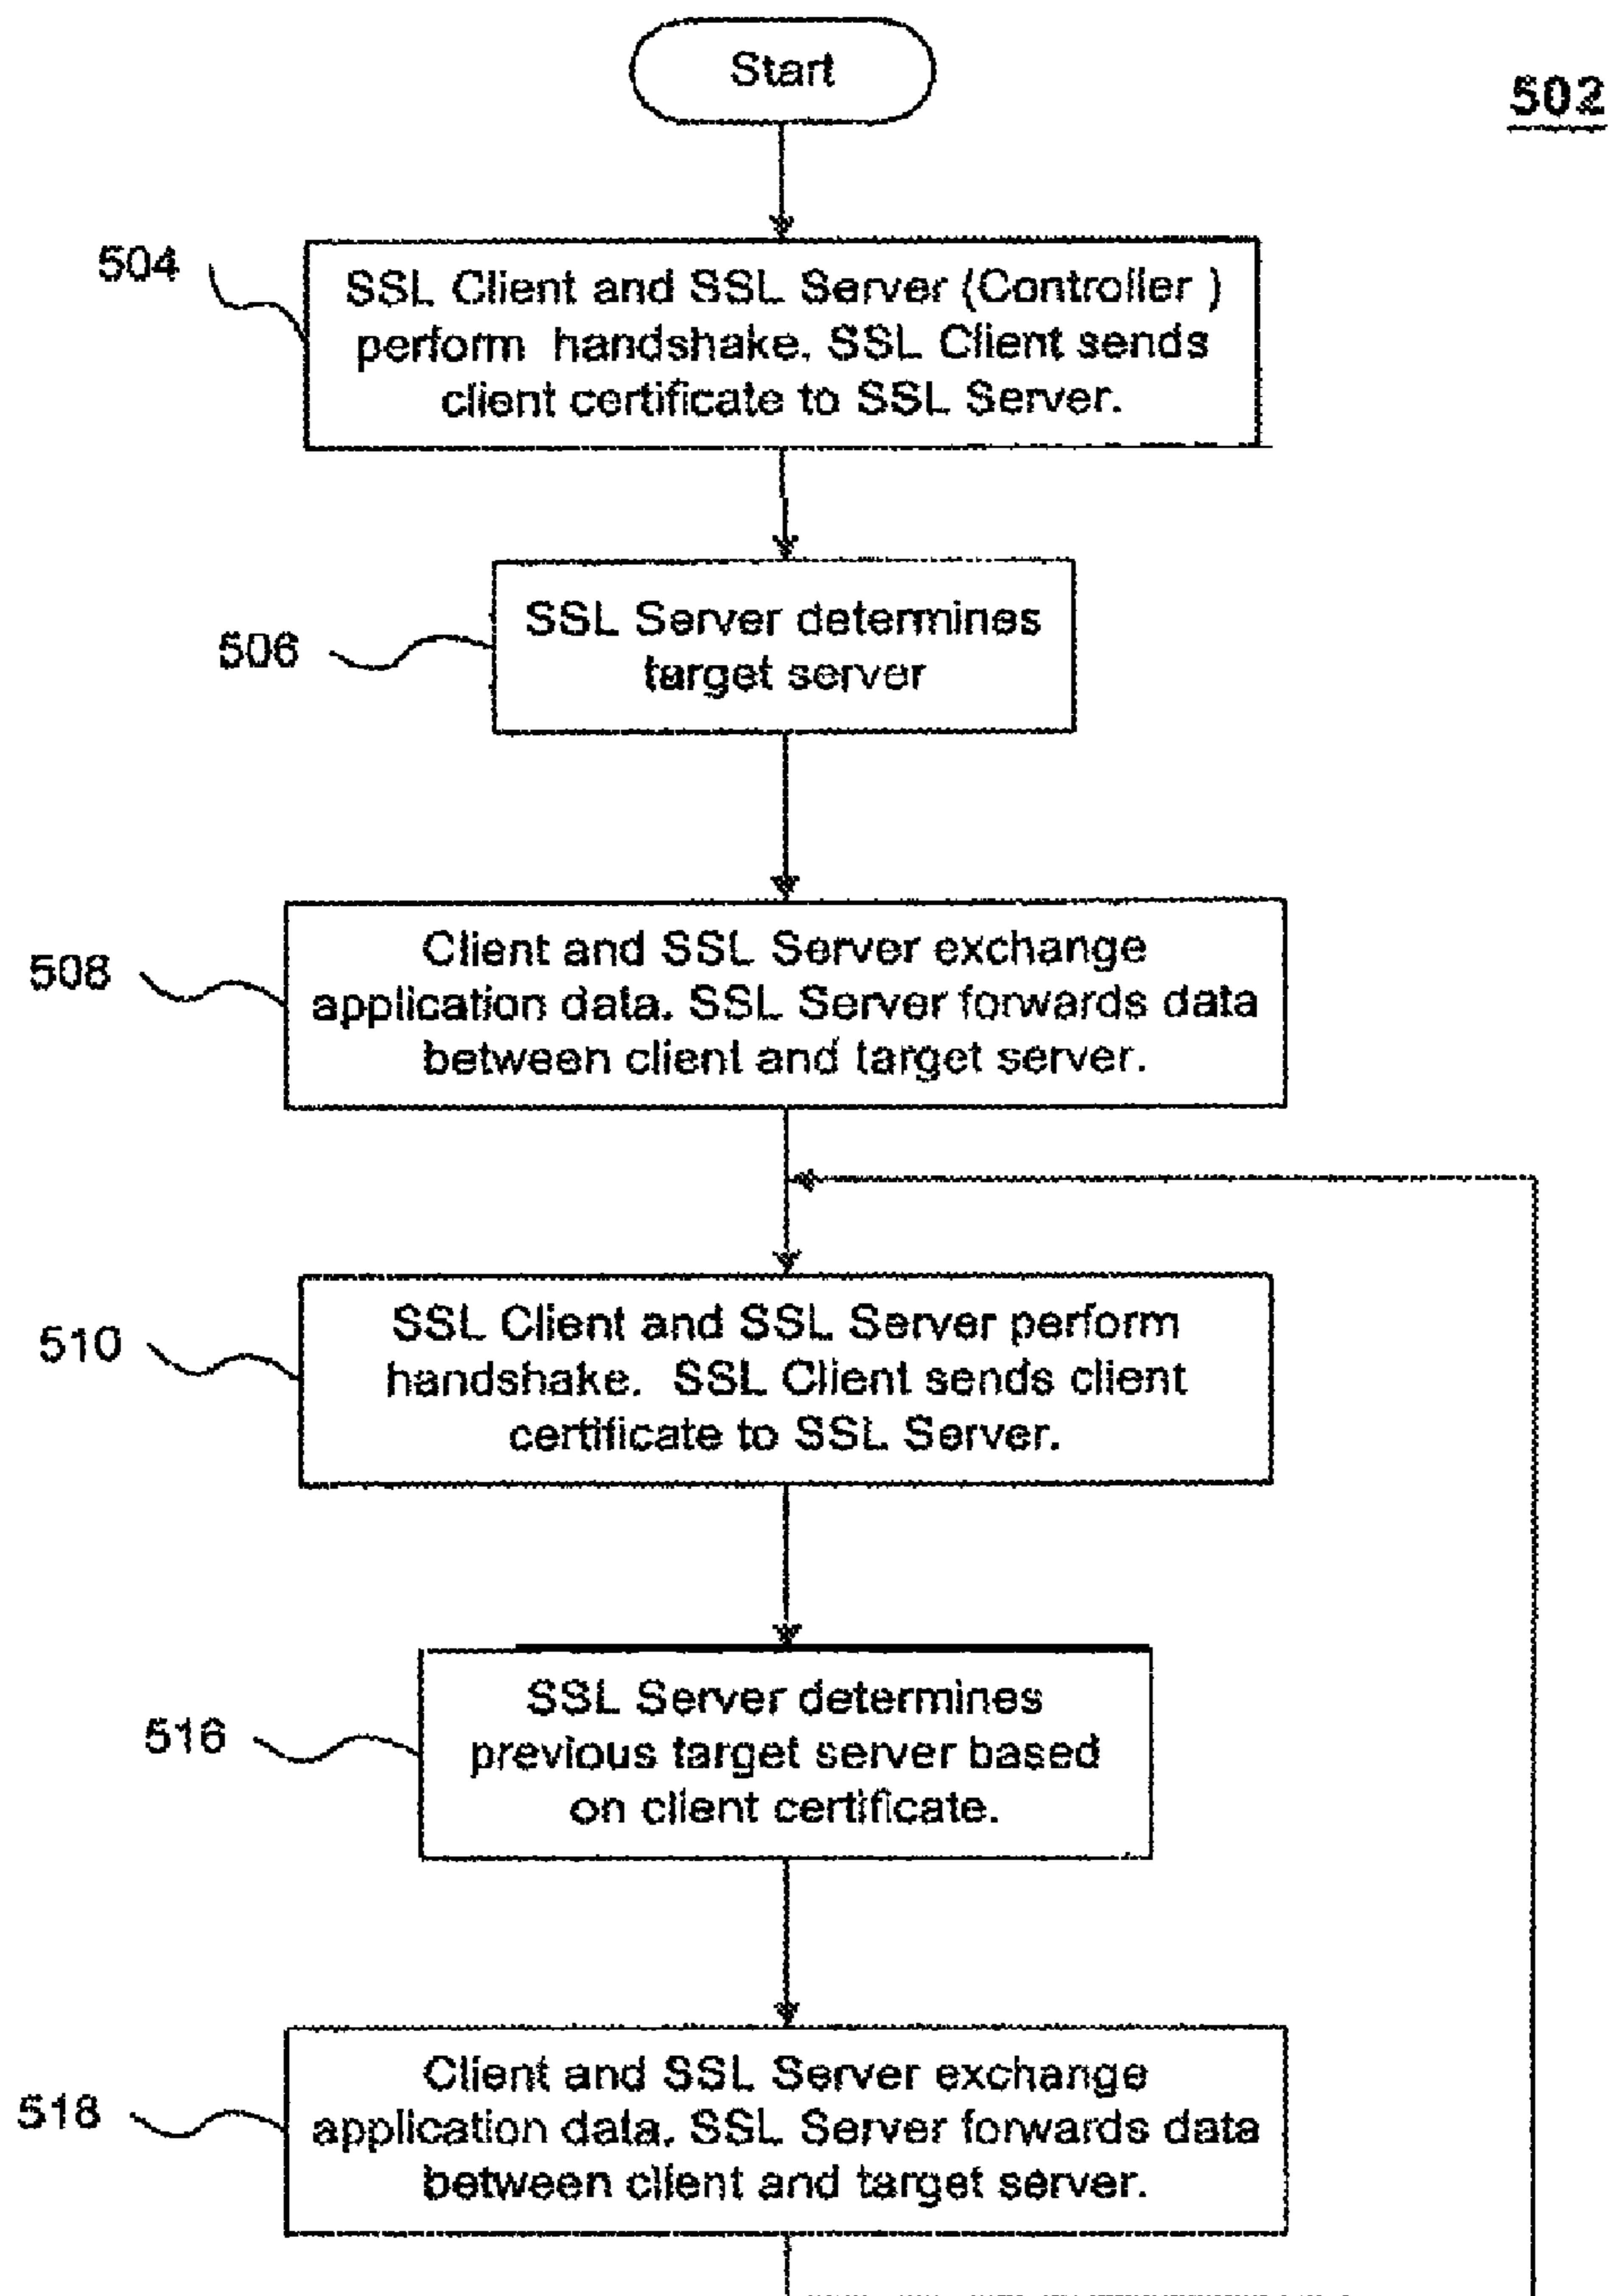 Start
502
504
SSL Client and SSL Server (Controller )
perform handshake. SSL Client sends
client certificate to SSL Server.
506
SSL Server determines
target server
508
Client and SSL Server exchange
application data. SSL Server forwards data
between client and target server.
510
SSL Client and SSL Server perform
handshake. SSL Client sends client
certificate to SSL Server.
516
SSL Server determines
previous target server based
on client certificate.
518
Client and SSL Server exchange
application data. SSL Server forwards data
between client and target server.